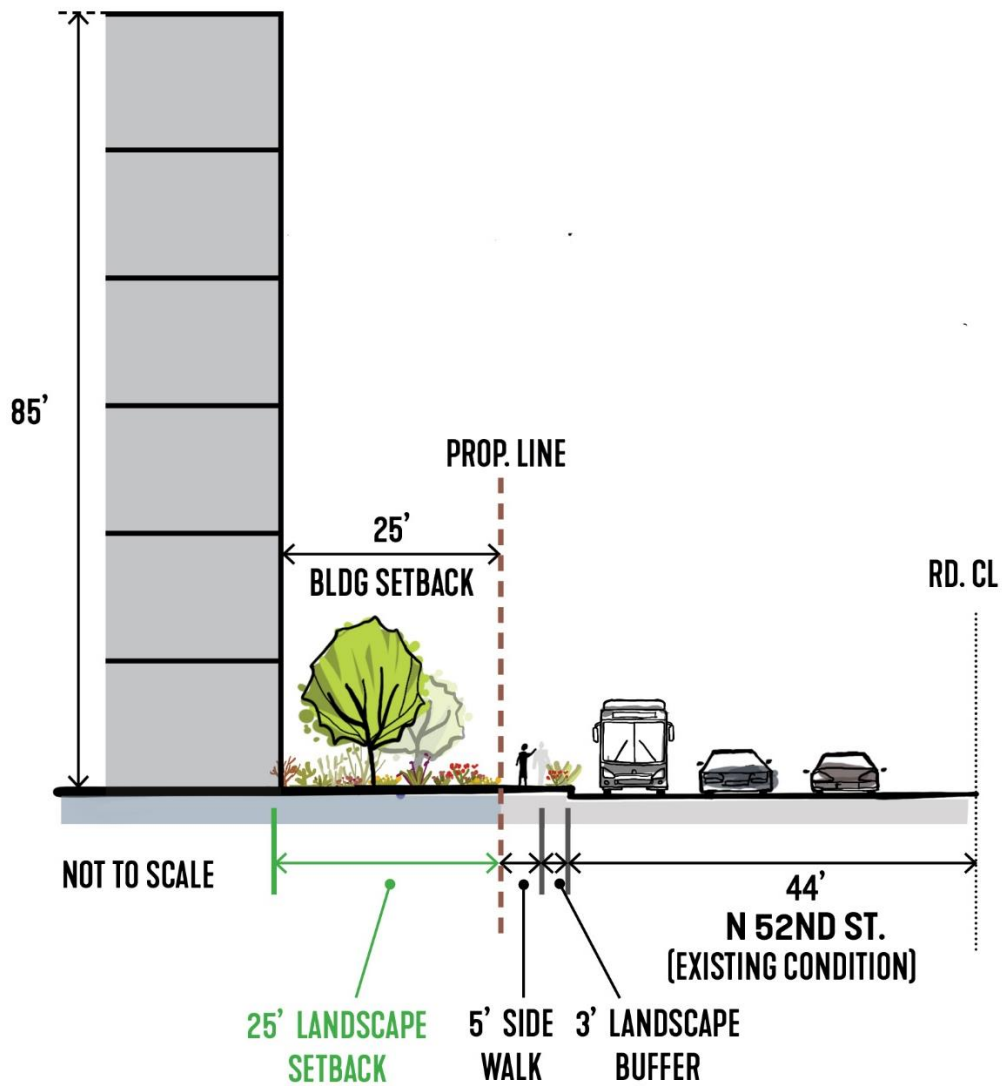 85’
PROP. LINE
25’
BLDG SETBACK
RD. CL
NOT TO SCALE
44’
N 52ND ST.
(EXISTING CONDITION)
25’ LANDSCAPE
SETBACK
5’ SIDE
WALK
3’ LANDSCAPE
BUFFER